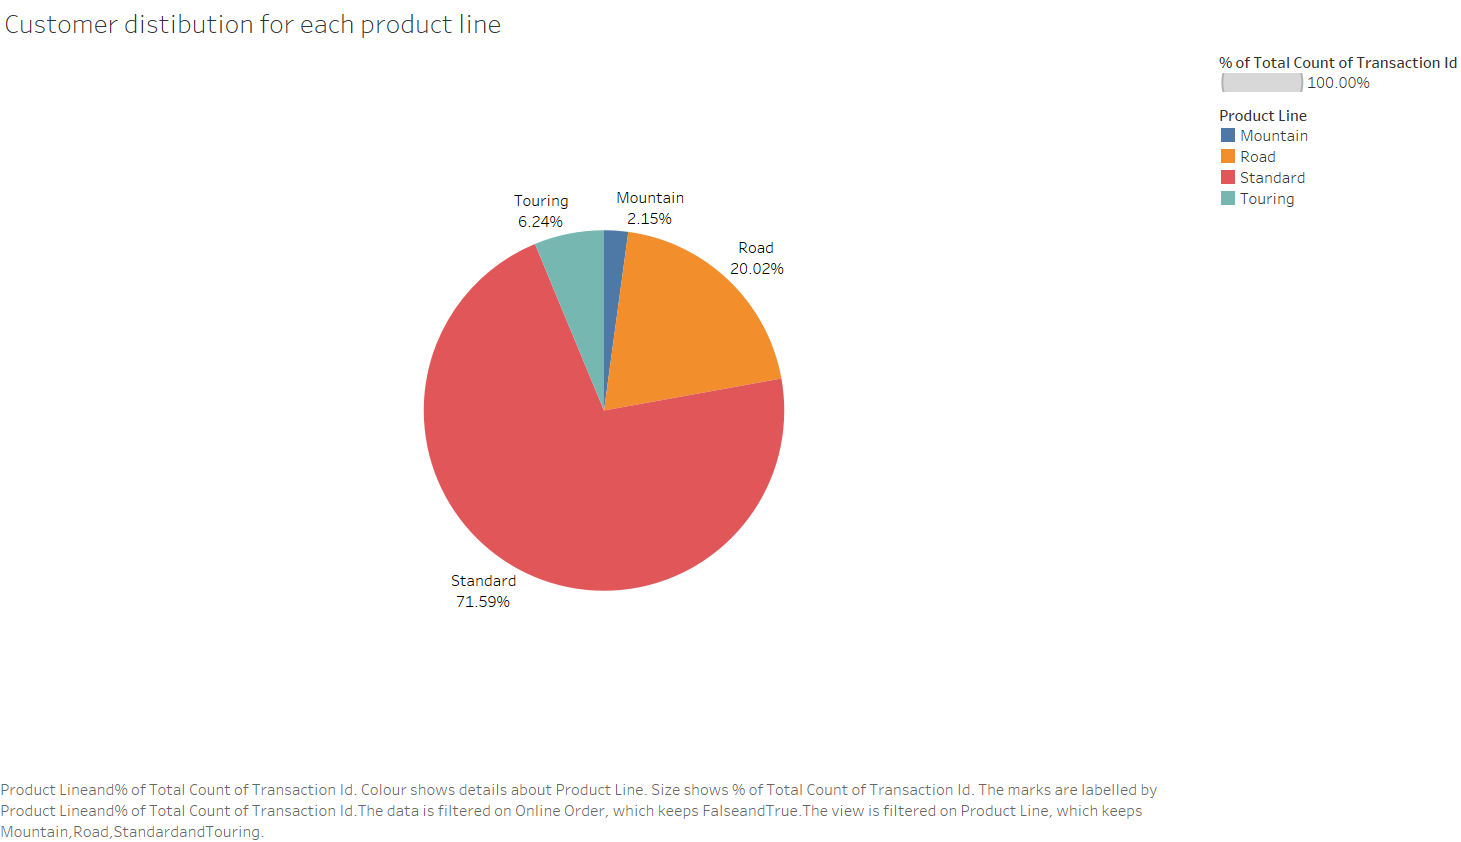 Customer distibution for each product line
% of Total Count of Transaction Id
100.00%
Product Line
Mountain
Road
Standard
Touring
Touring
6.24%
Mountain
2.15%
Road
20.02%
Standard
71.59%
Product Lineand% of Total Count of Transaction Id. Colour shows details about Product Line. Size shows % of Total Count of Transaction Id. The marks are labelled by
Product Lineand% of Total Count of Transaction Id.The data is filtered on Online Order, which keeps FalseandTrue.The view is filtered on Product Line, which keeps
Mountain,Road,StandardandTouring.